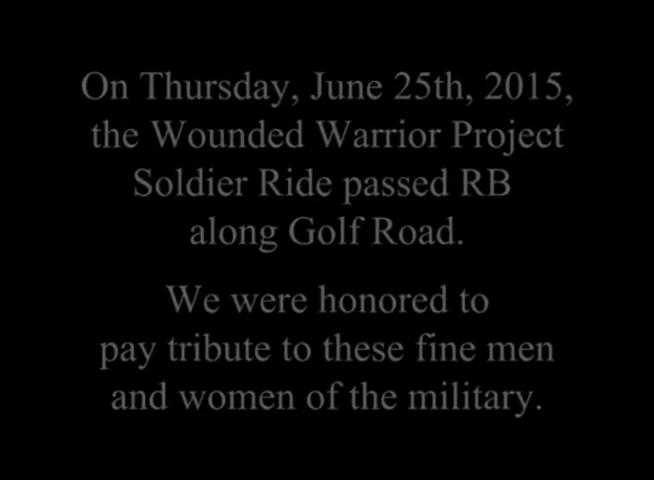 On Thursday, June 25th, 2015,
the Wounded Warrior Project
Soldier Ride passed RB
along Golf Road.
We were honored to
pay tribute to these fine men
and women of the military.